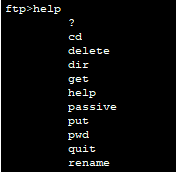 ftp>help
?
cd
delete
dir
get
help
passive
put
pwd
quit
rename